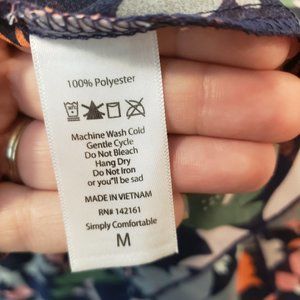 100% Polyester
Machine Wash Cold
Gentle Cycle
Do Not Bleach
Hang Dry
Do Not Iron
or you"ll be sad
MADE IN VIETNAM
RN# 142161
Simply Comfortable
M